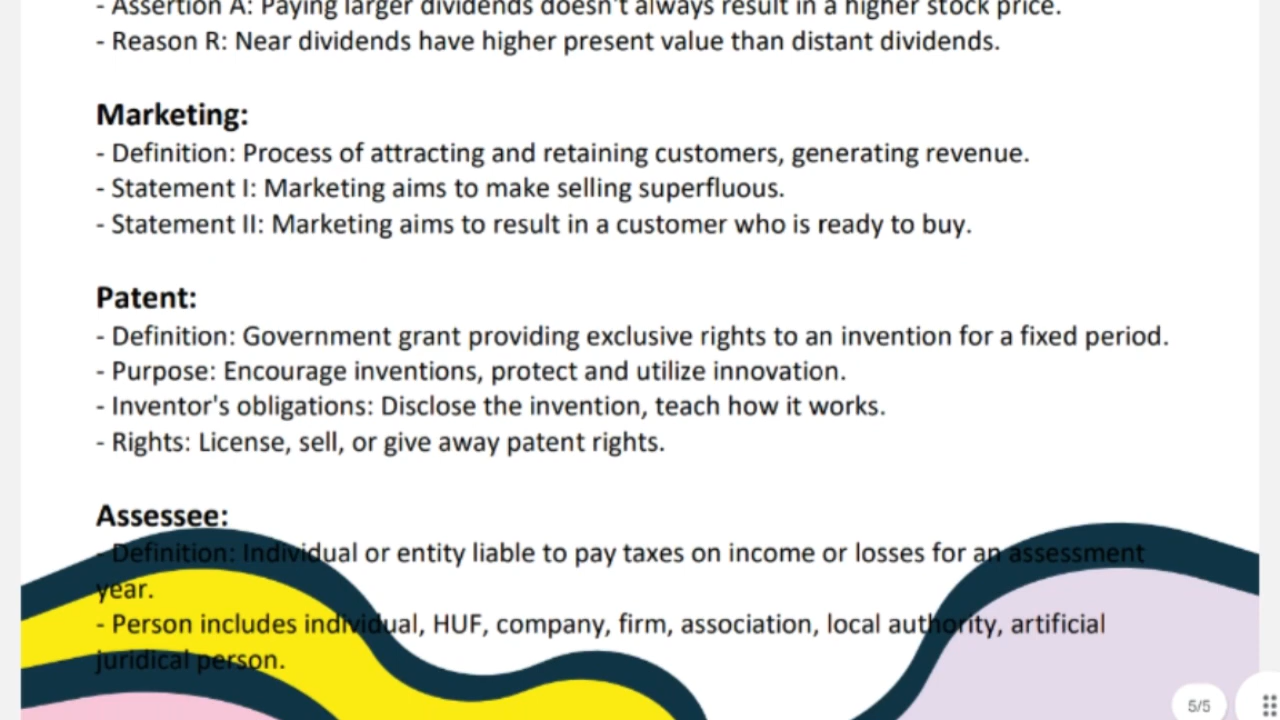 - Assertion A: Paying larger dividends doesn't always result in a higher stock price.
- Reason R: Near dividends have higher present value than distant dividends.
Marketing:
- Definition: Process of attracting and retaining customers, generating revenue.
- Statement I: Marketing aims to make selling superfluous.
- Statement II: Marketing aims to result in a customer who is ready to buy.
Patent:
- Definition: Government grant providing exclusive rights to an invention for a fixed period.
- Purpose: Encourage inventions, protect and utilize innovation.
- Inventor's obligations: Disclose the invention, teach how it works.
- Rights: License, sell, or give away patent rights.
Assessee:
- Definition: Individual or entity liable to pay taxes on income or losses for an assessment
year.
- Person includes individual, HUF, company, firm, association, local authority, artificial
juridical person.
5/5